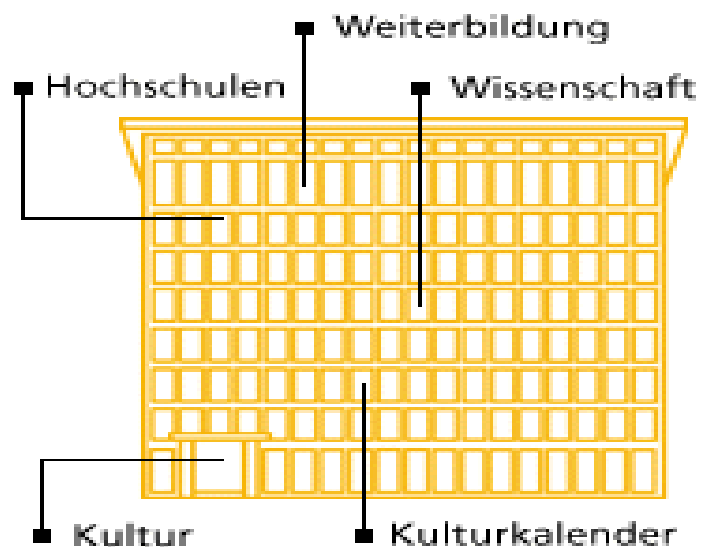 Weiterbildung
Hochschulen
Wissenschaft
Kultur
Kulturkalender